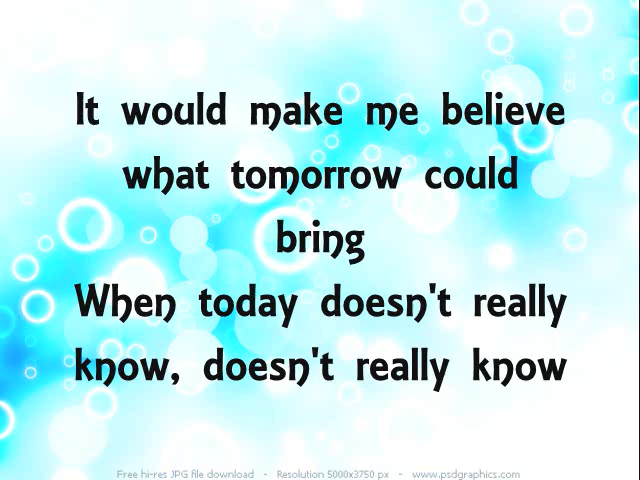 It would make me believe
what tomorrow could
bring
When today doesn't really
know, doesn't really know
Free hi-res JPG file download - Resolution 5000x3750 px - www.psdgraphics.com